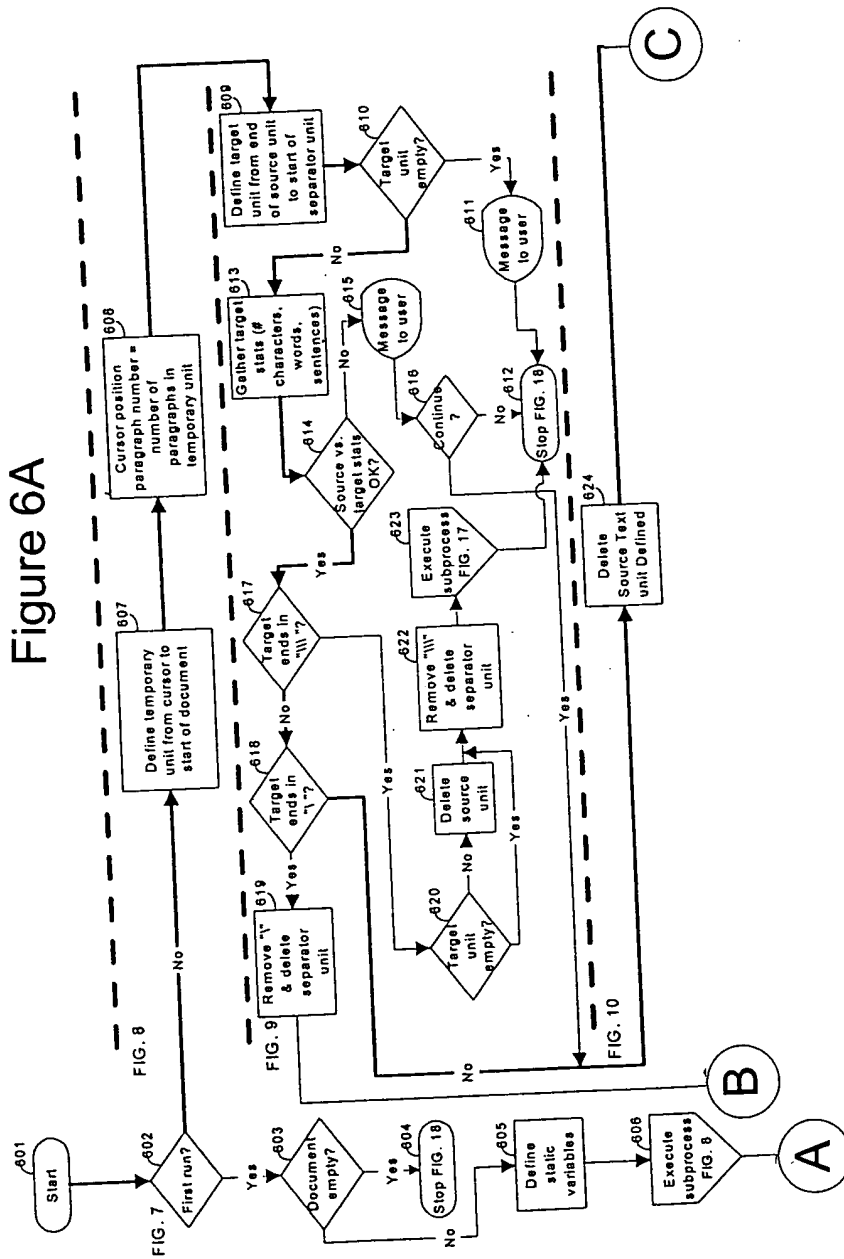 Figure 6A
601
Start
602
First run?
FIG. 7
Yes
No
603
Document
empty?
Yes
604
Stop FIG. 18
No
605
Define
static
variables
606
Execute
subprocess
FIG. 8
A
FIG. 8
607
Define temporary
unit from cursor to
start of document
608
Cursor position
paragraph number =
number of
paragraphs in
temporary unit
FIG. 9
609
Define target
unit from end
of source unit
to start of
separator unit
610
Target
unit
empty?
Yes
611
Message
to user
No
613
Gather target
stats (#
characters,
words,
sentences)
614
Source vs.
target stats
OK?
No
615
Message
to user
616
Continue
?
No
612
Stop FIG. 18
Yes
Yes
617
Target
ends in
"\\\"?
No
Yes
618
Target
ends in
"\"?
Yes
No
619
Remove "\"
& delete
separator
unit
B
620
Target
unit
empty?
No
Yes
621
Delete
source
unit
622
Remove "\\\"
& delete
separator
unit
623
Execute
subprocess
FIG. 17
FIG. 10
624
Delete
Source Text
unit Defined
C